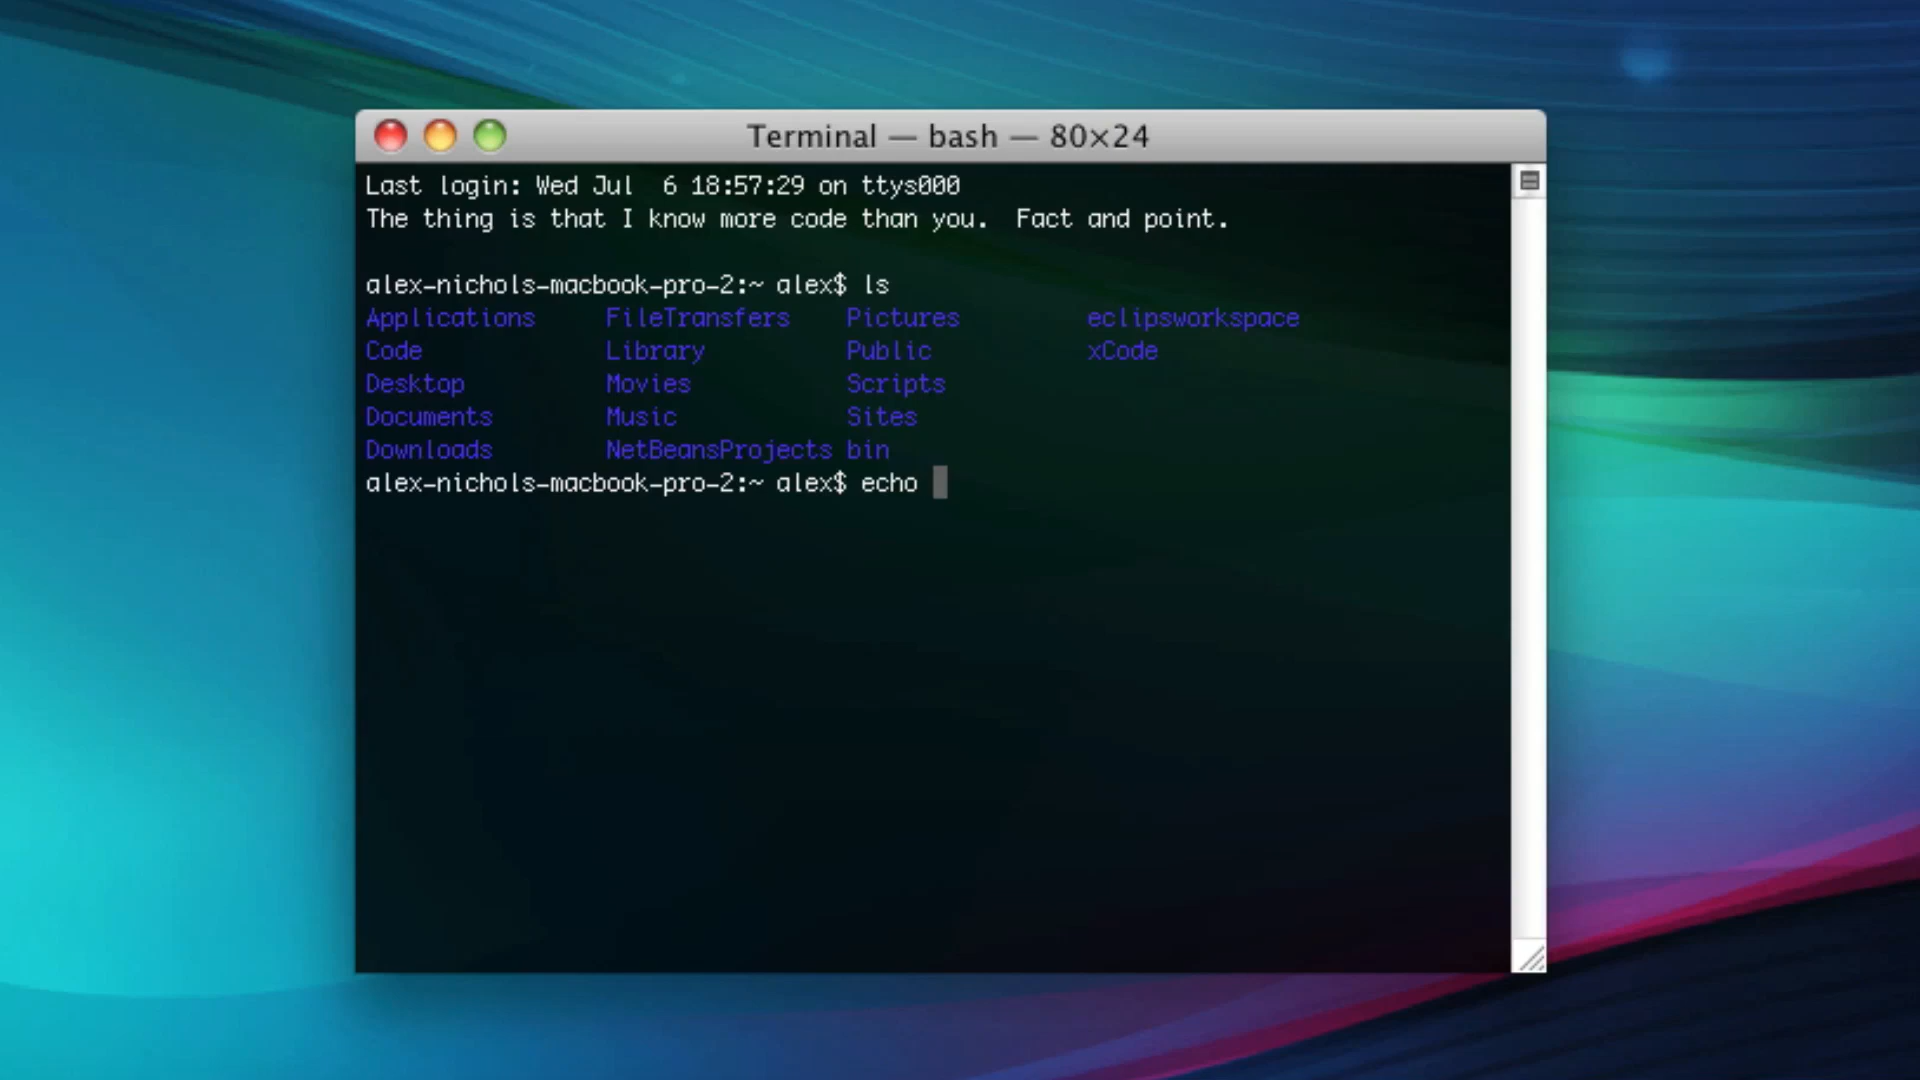 Terminal — bash — 80×24
Last login: Wed Jul  6 18:57:29 on ttys000
The thing is that I know more code than you.  Fact and point.
alex-nichols-macbook-pro-2:~ alex$ ls
Applications FileTransfers Pictures eclipsworkspace
Code Library Public xCode
Desktop Movies Scripts
Documents Music Sites
Downloads NetBeansProjects bin
alex-nichols-macbook-pro-2:~ alex$ echo